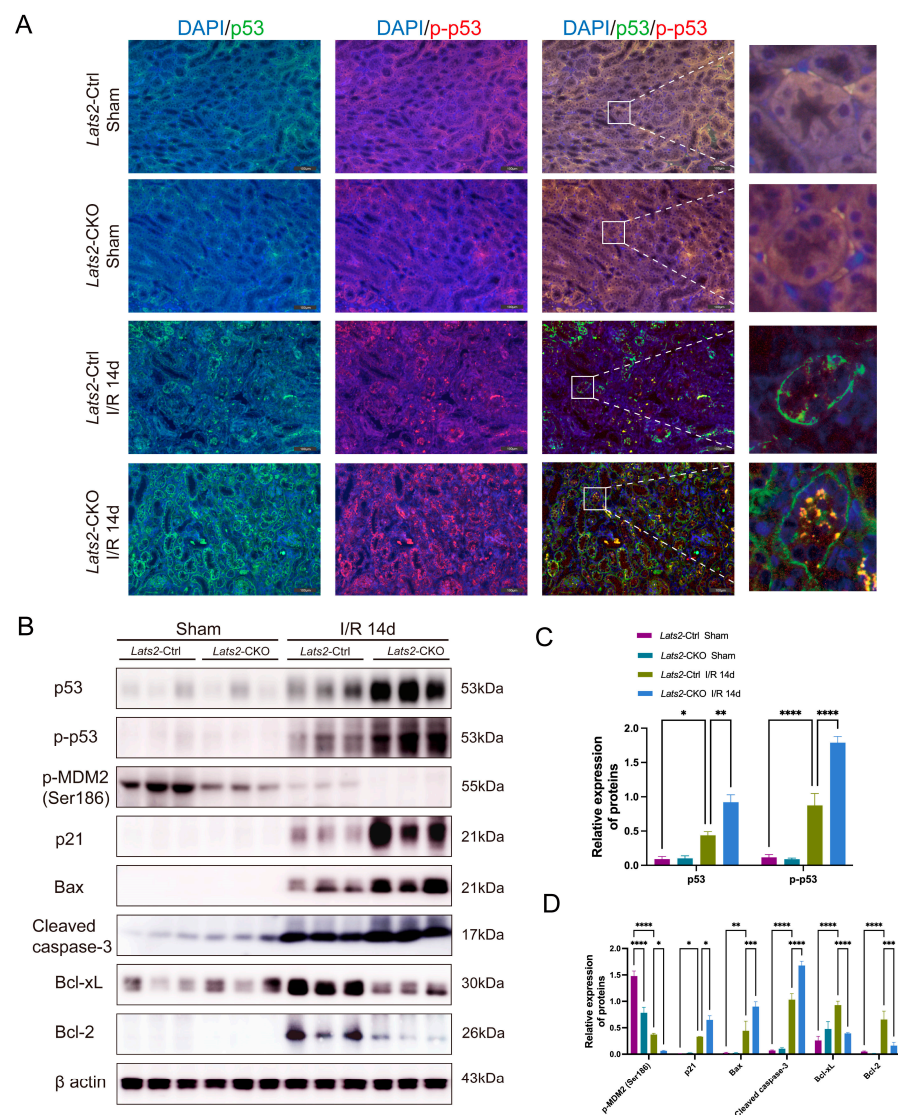 A
DAPI/p53
DAPI/p-p53
DAPI/p53/p-p53
Lats2-Ctrl
Sham
Lats2-CKO
Sham
Lats2-Ctrl
I/R 14d
Lats2-CKO
I/R 14d
B
Sham
I/R 14d
Lats2-Ctrl
Lats2-CKO
Lats2-Ctrl
Lats2-CKO
p53
53kDa
p-p53
53kDa
p-MDM2
(Ser186)
55kDa
p21
21kDa
Bax
21kDa
Cleaved
caspase-3
17kDa
Bcl-xL
30kDa
Bcl-2
26kDa
β actin
43kDa
C
Lats2-Ctrl Sham
Lats2-CKO Sham
Lats2-Ctrl I/R 14d
Lats2-CKO I/R 14d
Relative expression
of proteins
2.0
1.5
1.0
0.5
0.0
* ** **** ****
p53
p-p53
D
Relative expression
of proteins
2.0
1.5
1.0
0.5
0.0
**** ** **** **** ****
**** * * * *** **** **** ***
p-MDM2 (Ser186)
p21
Bax
Cleaved caspase-3
Bcl-xL
Bcl-2